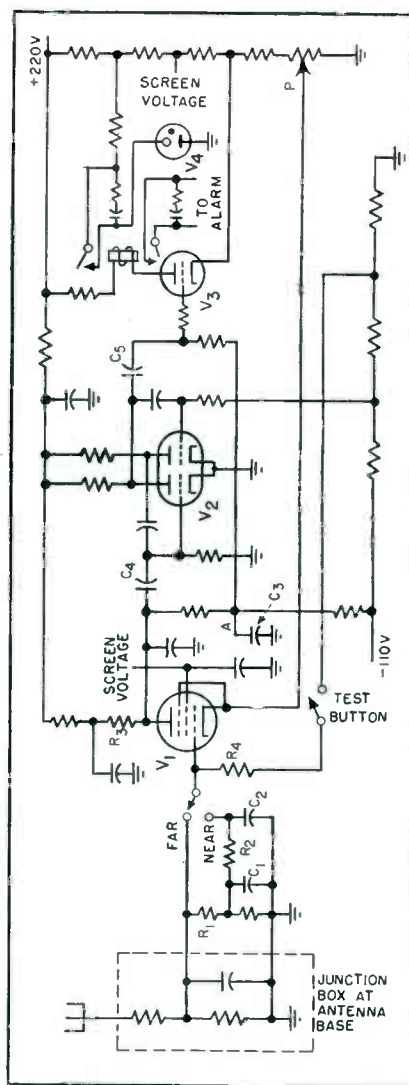 +220V
SCREEN
VOLTAGE
P
V4
TO
ALARM
V3
C5
V2
C4
A
C3
SCREEN
VOLTAGE
-110V
R3
V1
TEST
BUTTON
R4
FAR
NEAR
R2
C2
C1
R1
JUNCTION
BOX AT
ANTENNA
BASE